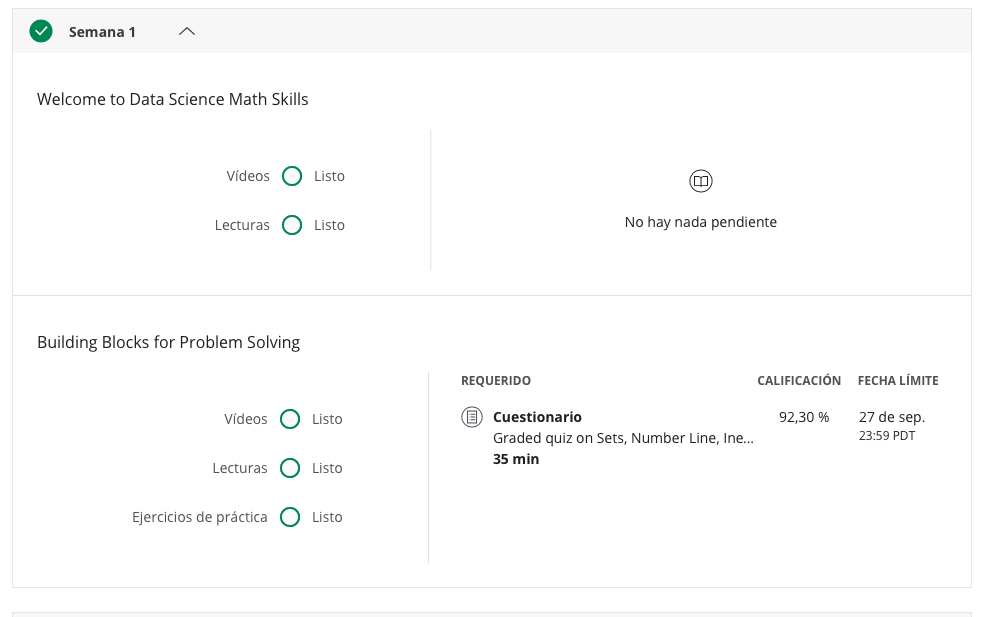 Semana 1
Welcome to Data Science Math Skills
Vídeos Listo
Lecturas Listo
No hay nada pendiente
Building Blocks for Problem Solving
Vídeos Listo
Lecturas Listo
Ejercicios de práctica Listo
REQUERIDO CALIFICACIÓN FECHA LÍMITE
Cuestionario 92,30 % 27 de sep.
Graded quiz on Sets, Number Line, Ine... 23:59 PDT
35 min